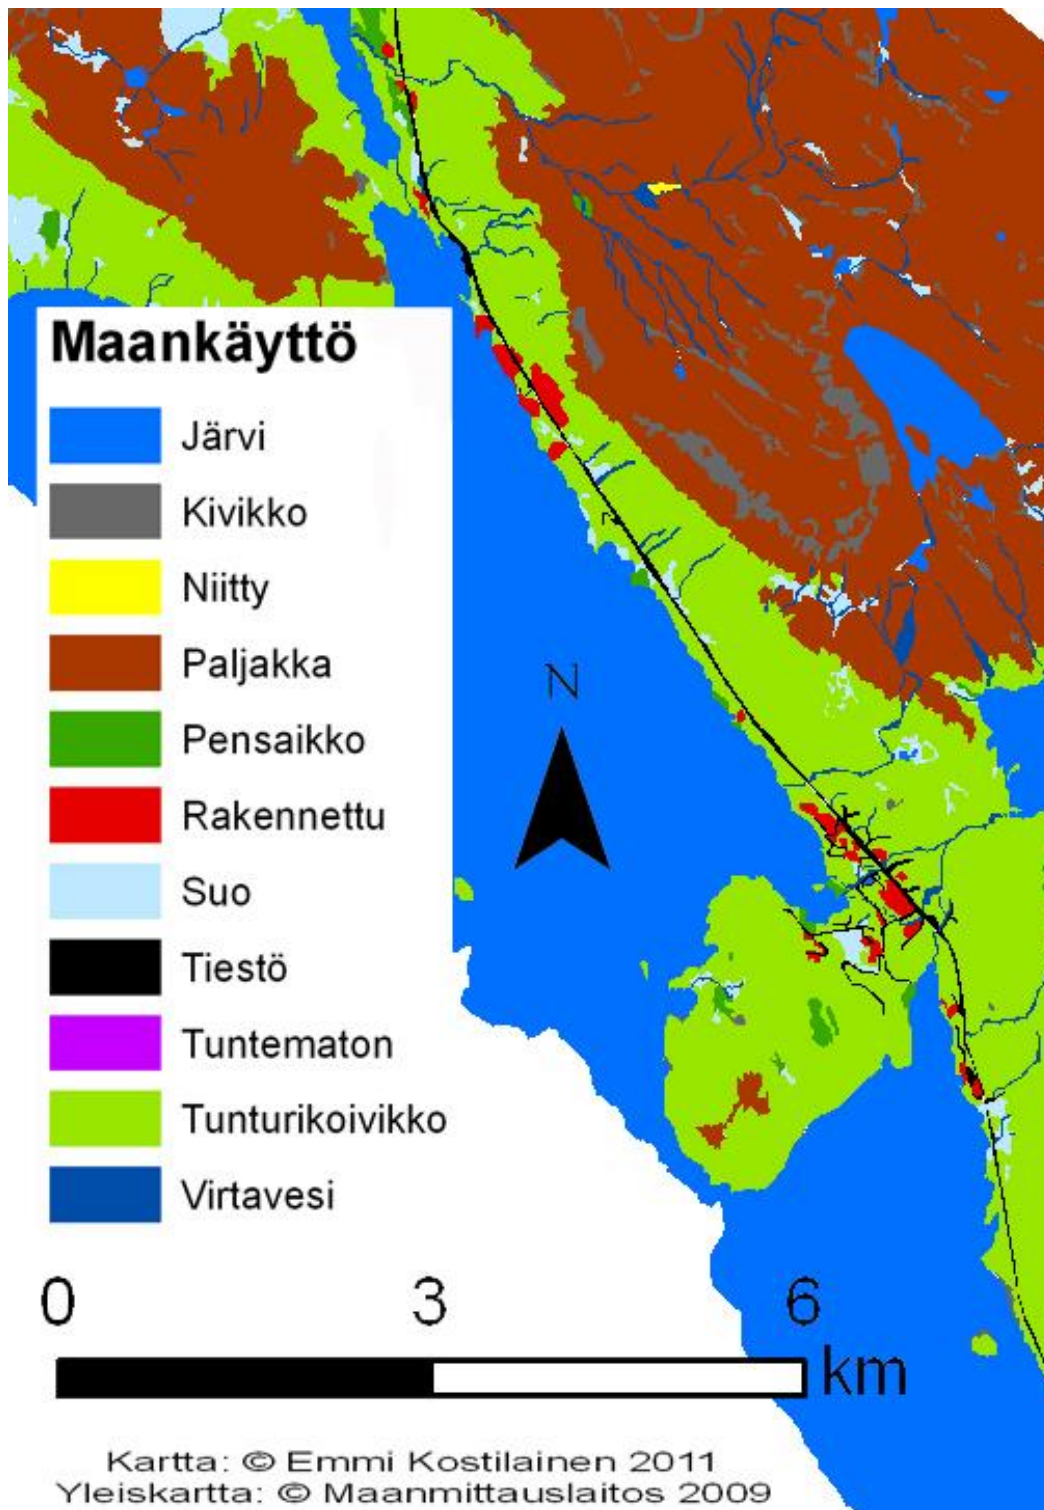 Maankäyttö
Järvi
Kivikko
Niitty
Paljakka
Pensaikko
Rakennettu
Suo
Tiestö
Tuntematon
Tunturikoivikko
Virtavesi
N
0 3 6
km
Kartta: © Emmi Kostilainen 2011
Yleiskartta: © Maanmittauslaitos 2009